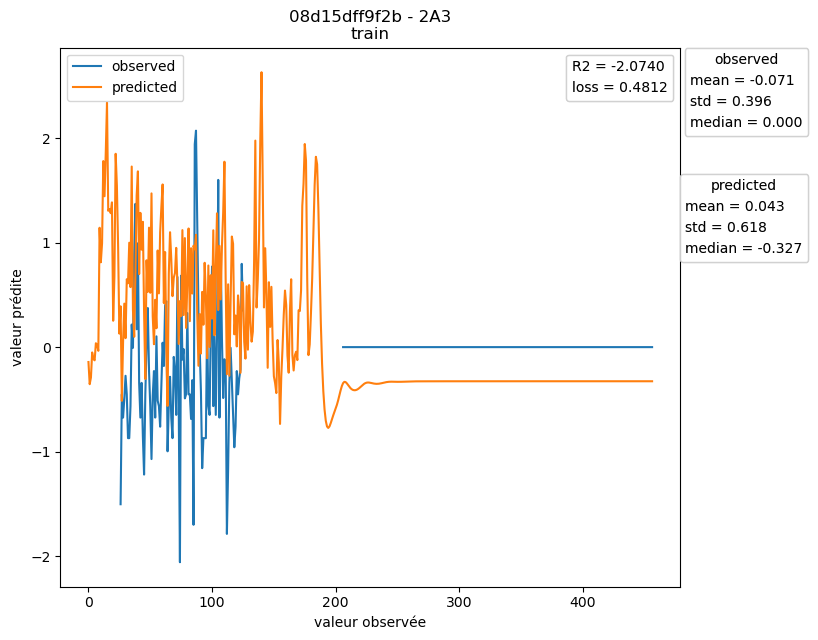 08d15dff9f2b - 2A3
train
observed
predicted
R2 = -2.0740
loss = 0.4812
observed
mean = -0.071
std = 0.396
median = 0.000
predicted
mean = 0.043
std = 0.618
median = -0.327
valeur prédite
2
1
0
−1
−2
0
100
200
300
400
valeur observée